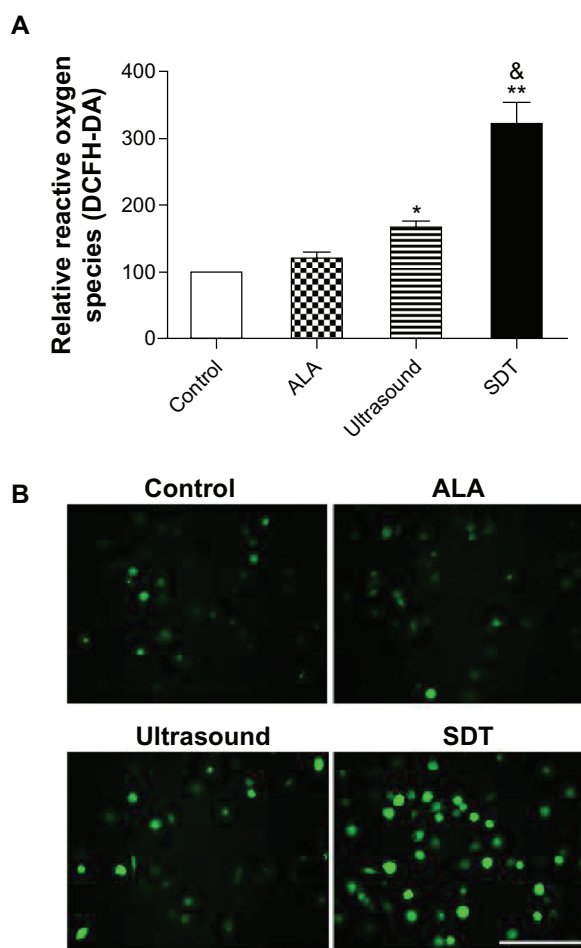 A
Relative reactive oxygen
species (DCFH-DA)
400
300
200
100
0
*
&
**
Control
ALA
Ultrasound
SDT
B
Control
ALA
Ultrasound
SDT